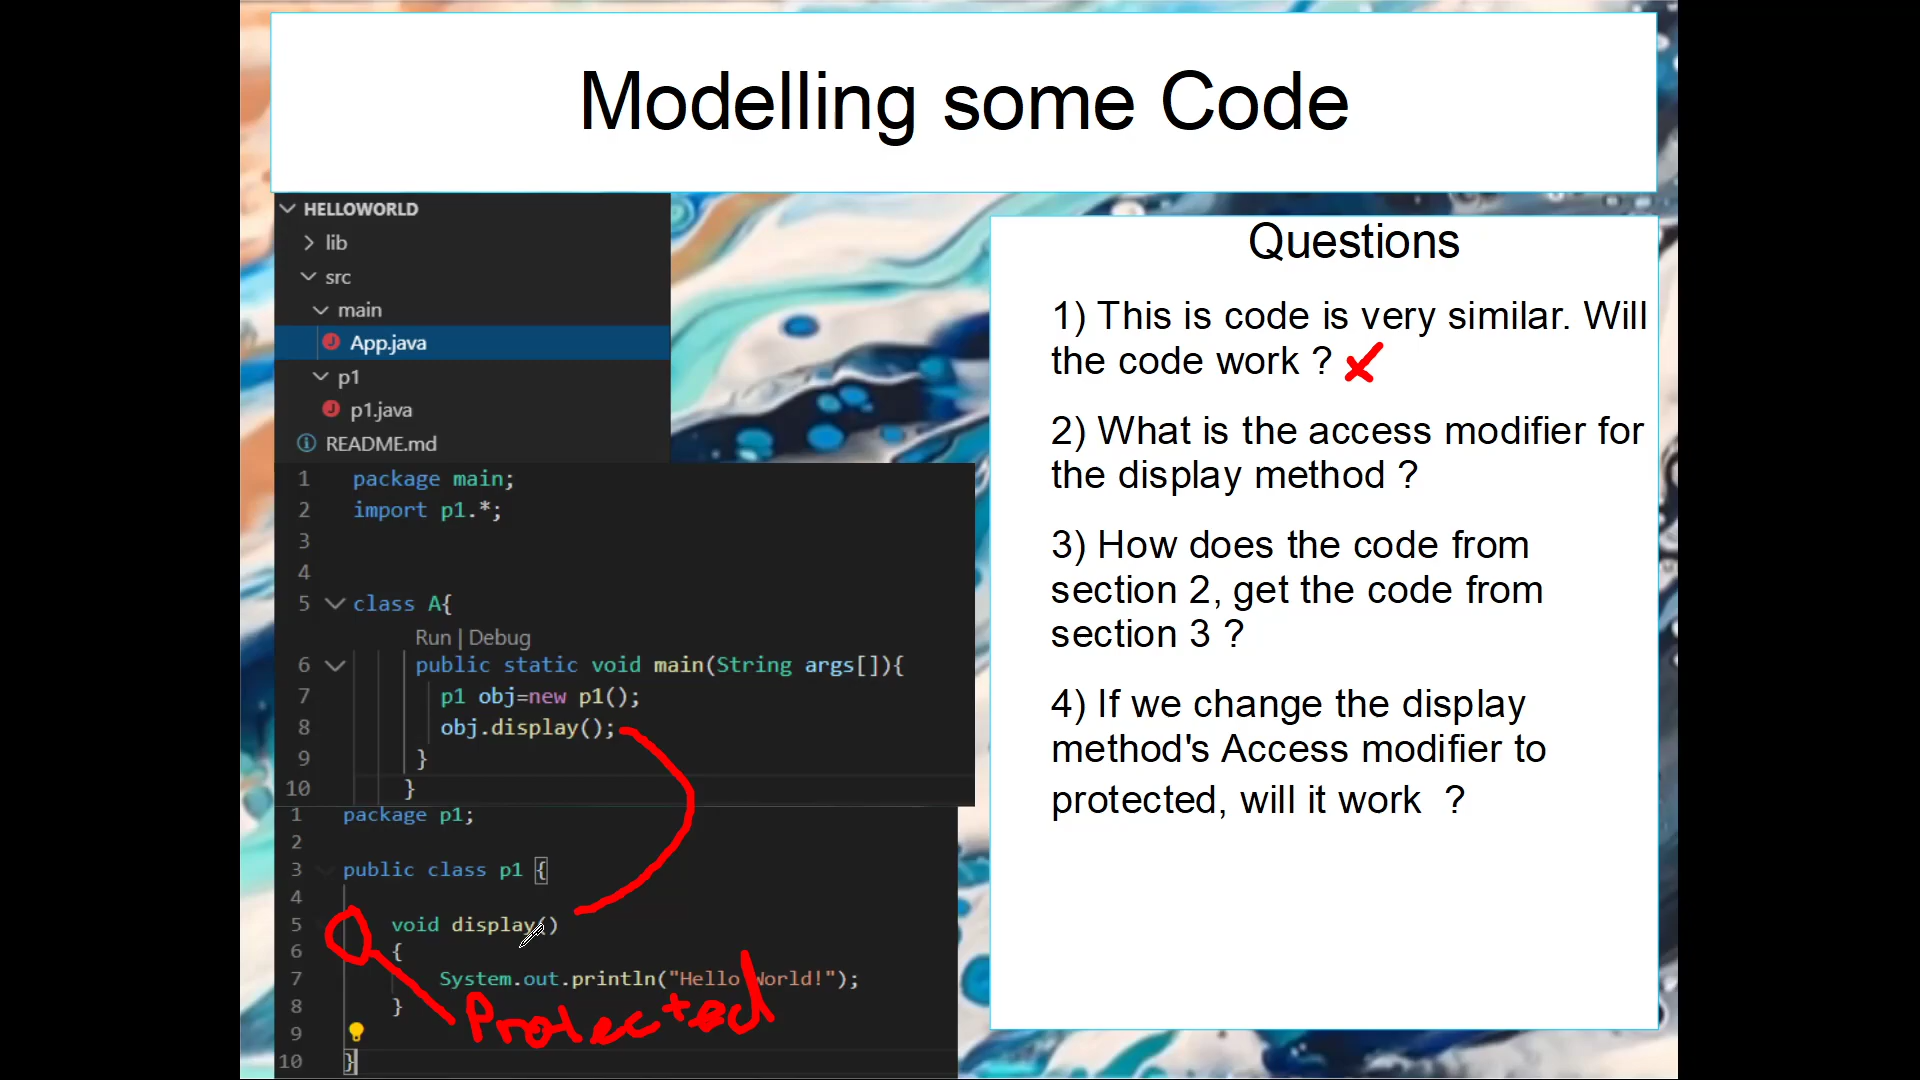 Modelling some Code
HELLOWORLD
lib
src
main
App.java
p1
p1.java
README.md
1 package main;
2 import p1.*;
3
4
5 class A{
Run | Debug
6 public static void main(String args[]){
7 p1 obj=new p1();
8 obj.display();
9 }
10 }
1 package p1;
2
3 public class p1 {
4
5 void display()
6 {
7 System.out.println("Hello World!");
8 }
9
10 }
Protected
Questions
1) This is code is very similar. Will
the code work ?
2) What is the access modifier for
the display method ?
3) How does the code from
section 2, get the code from
section 3 ?
4) If we change the display
method's Access modifier to
protected, will it work ?